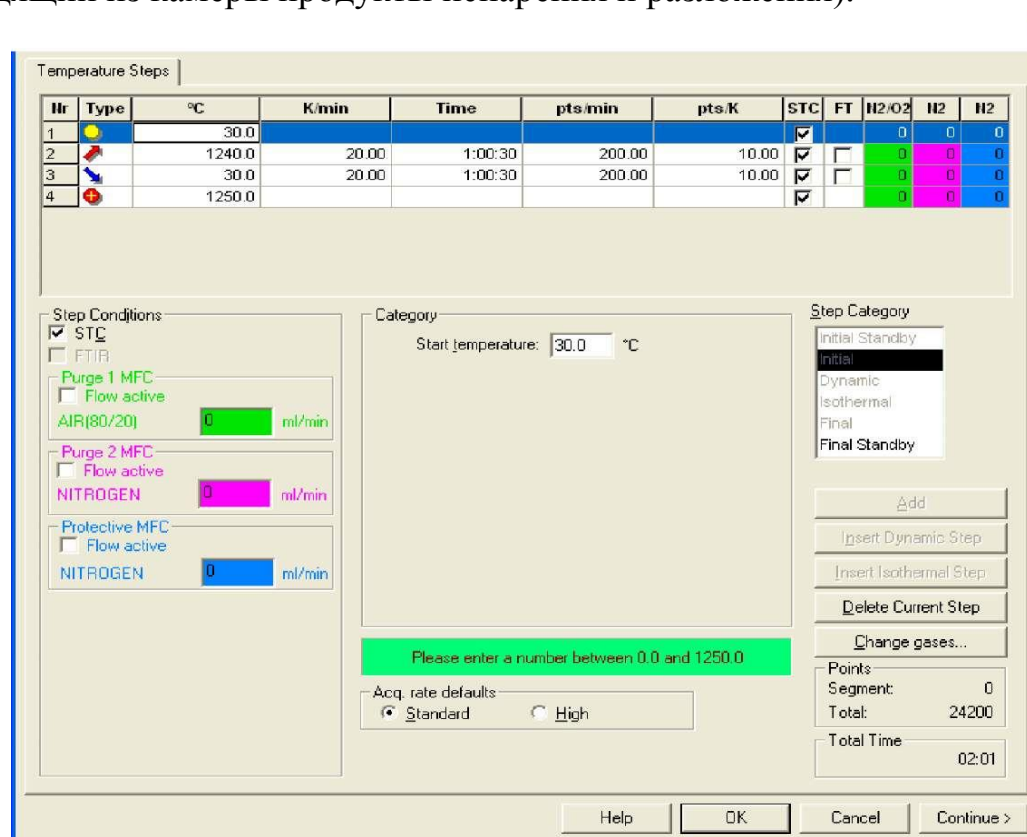 из камеры продукты испарения и разложения).
Temperature Steps
Nr Type °C K/min Time pts/min pts/K STC FT N2/O2 N2 N2
1 30.0 0 0 0
2 1240.0 20.00 1:00:30 200.00 10.00 0 0 0
3 30.0 20.00 1:00:30 200.00 10.00 0 0 0
4 1250.0 0 0 0
Step Conditions
STC
FTIR
Purge 1 MFC
Flow active
AIR(80/20) 0 ml/min
Purge 2 MFC
Flow active
NITROGEN 0 ml/min
Protective MFC
Flow active
NITROGEN 0 ml/min
Category
Start temperature: 30.0 °C
Please enter a number between 0.0 and 1250.0
Acq. rate defaults
Standard High
Step Category
Initial Standby
Initial
Dynamic
Isothermal
Final
Final Standby
Add
Insert Dynamic Step
Insert Isothermal Step
Delete Current Step
Change gases...
Points
Segment: 0
Total: 24200
Total Time
02:01
Help OK Cancel Continue >